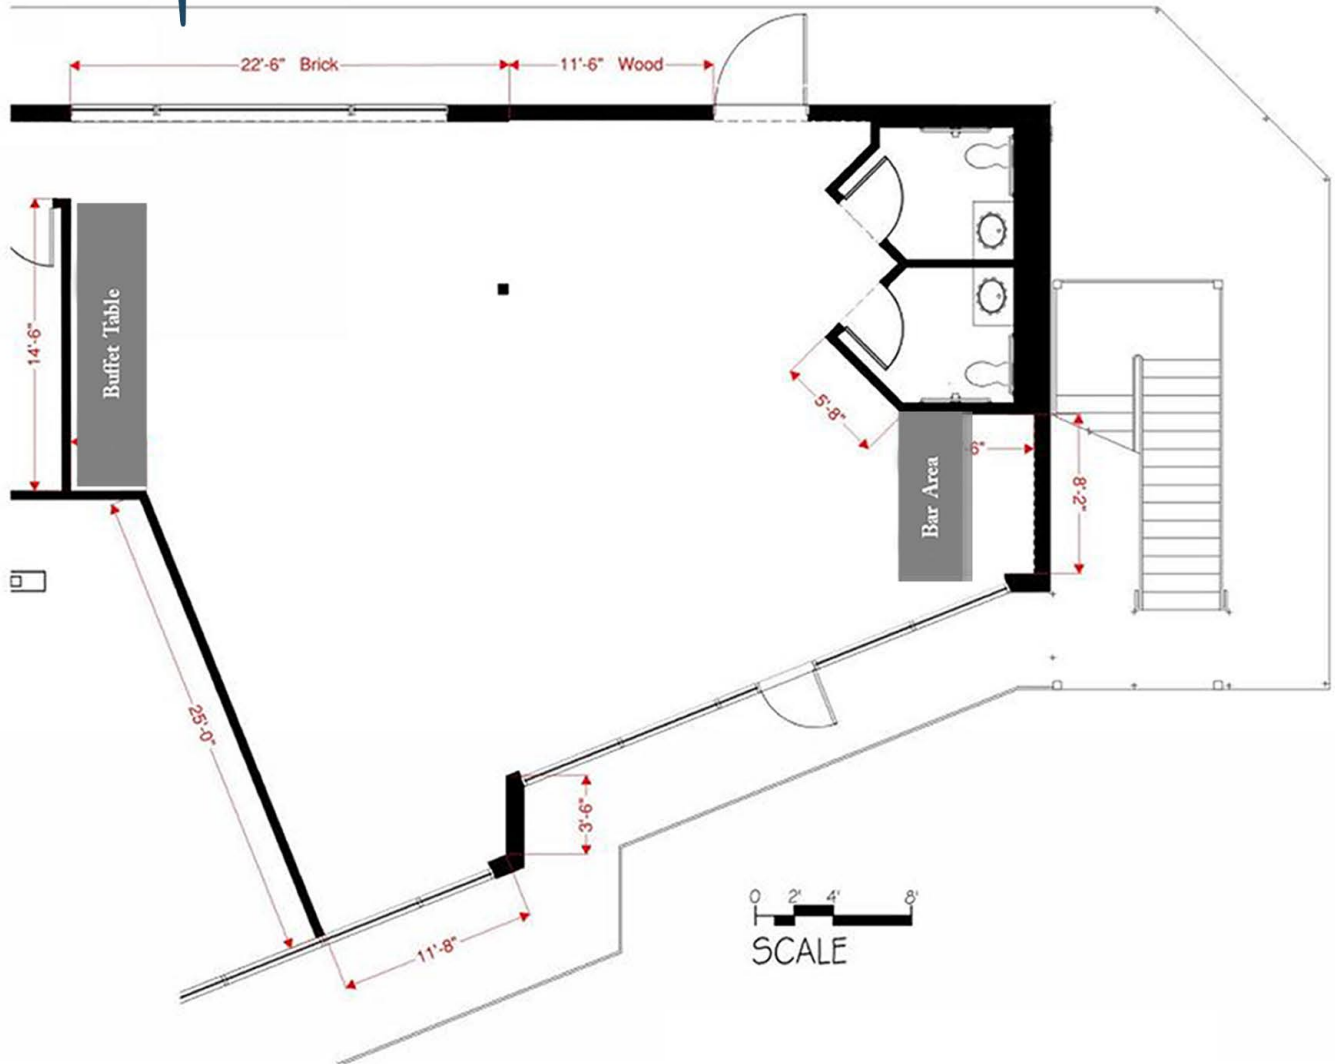 22'-6" Brick
11'-6" Wood
14'-6"
Buffet Table
5'-8"
6"
Bar Area
8'-2"
25'-0"
3'-6"
11'-8"
0 2' 4' 8'
SCALE